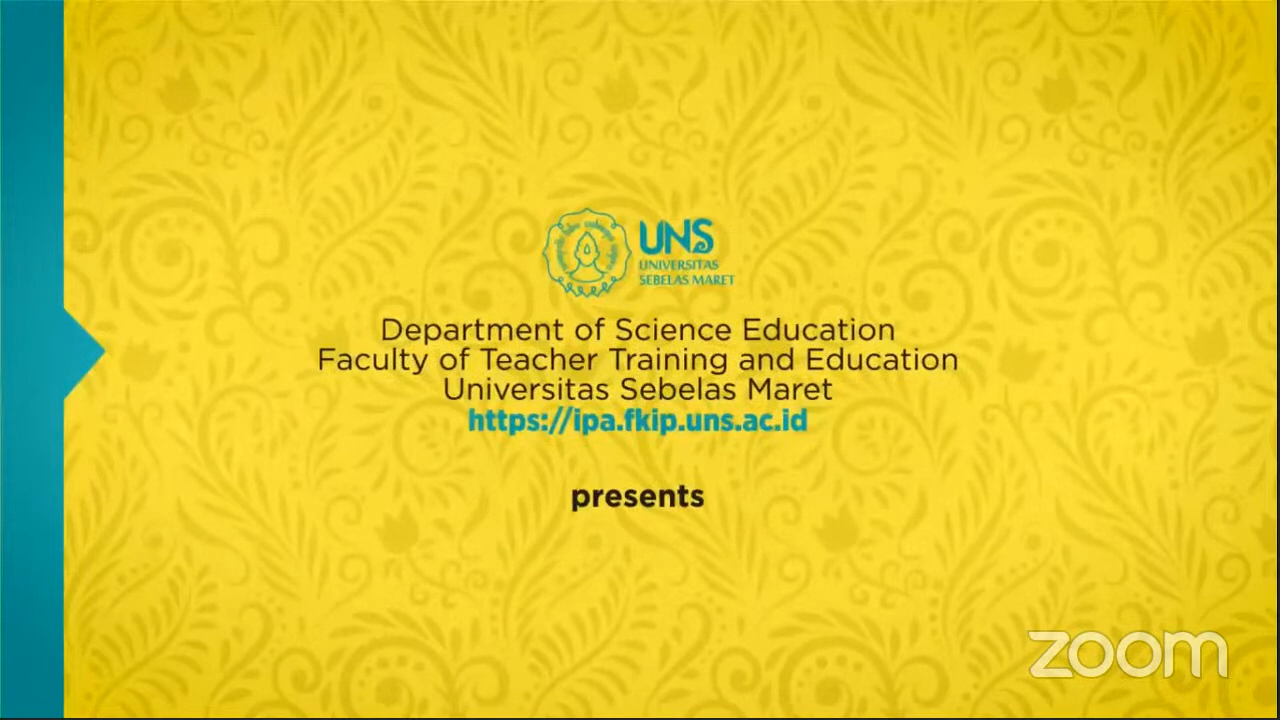 UNS
UNIVERSITAS
SEBELAS MARET
Department of Science Education
Faculty of Teacher Training and Education
Universitas Sebelas Maret
https://ipa.fkip.uns.ac.id
presents
zoom